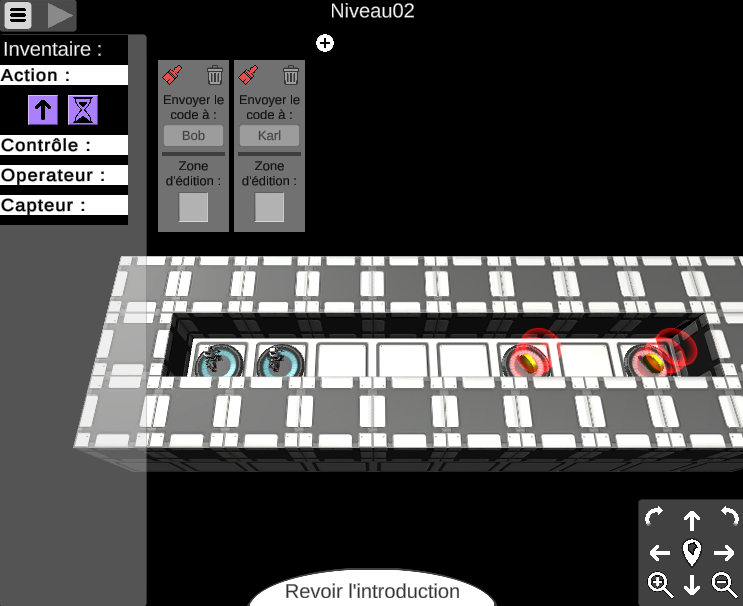 Niveau02
Inventaire :
Action :
Contrôle :
Operateur :
Capteur :
Envoyer le
code à :
Bob
Zone
d'édition :
Envoyer le
code à :
Karl
Zone
d'édition :
Revoir l'introduction